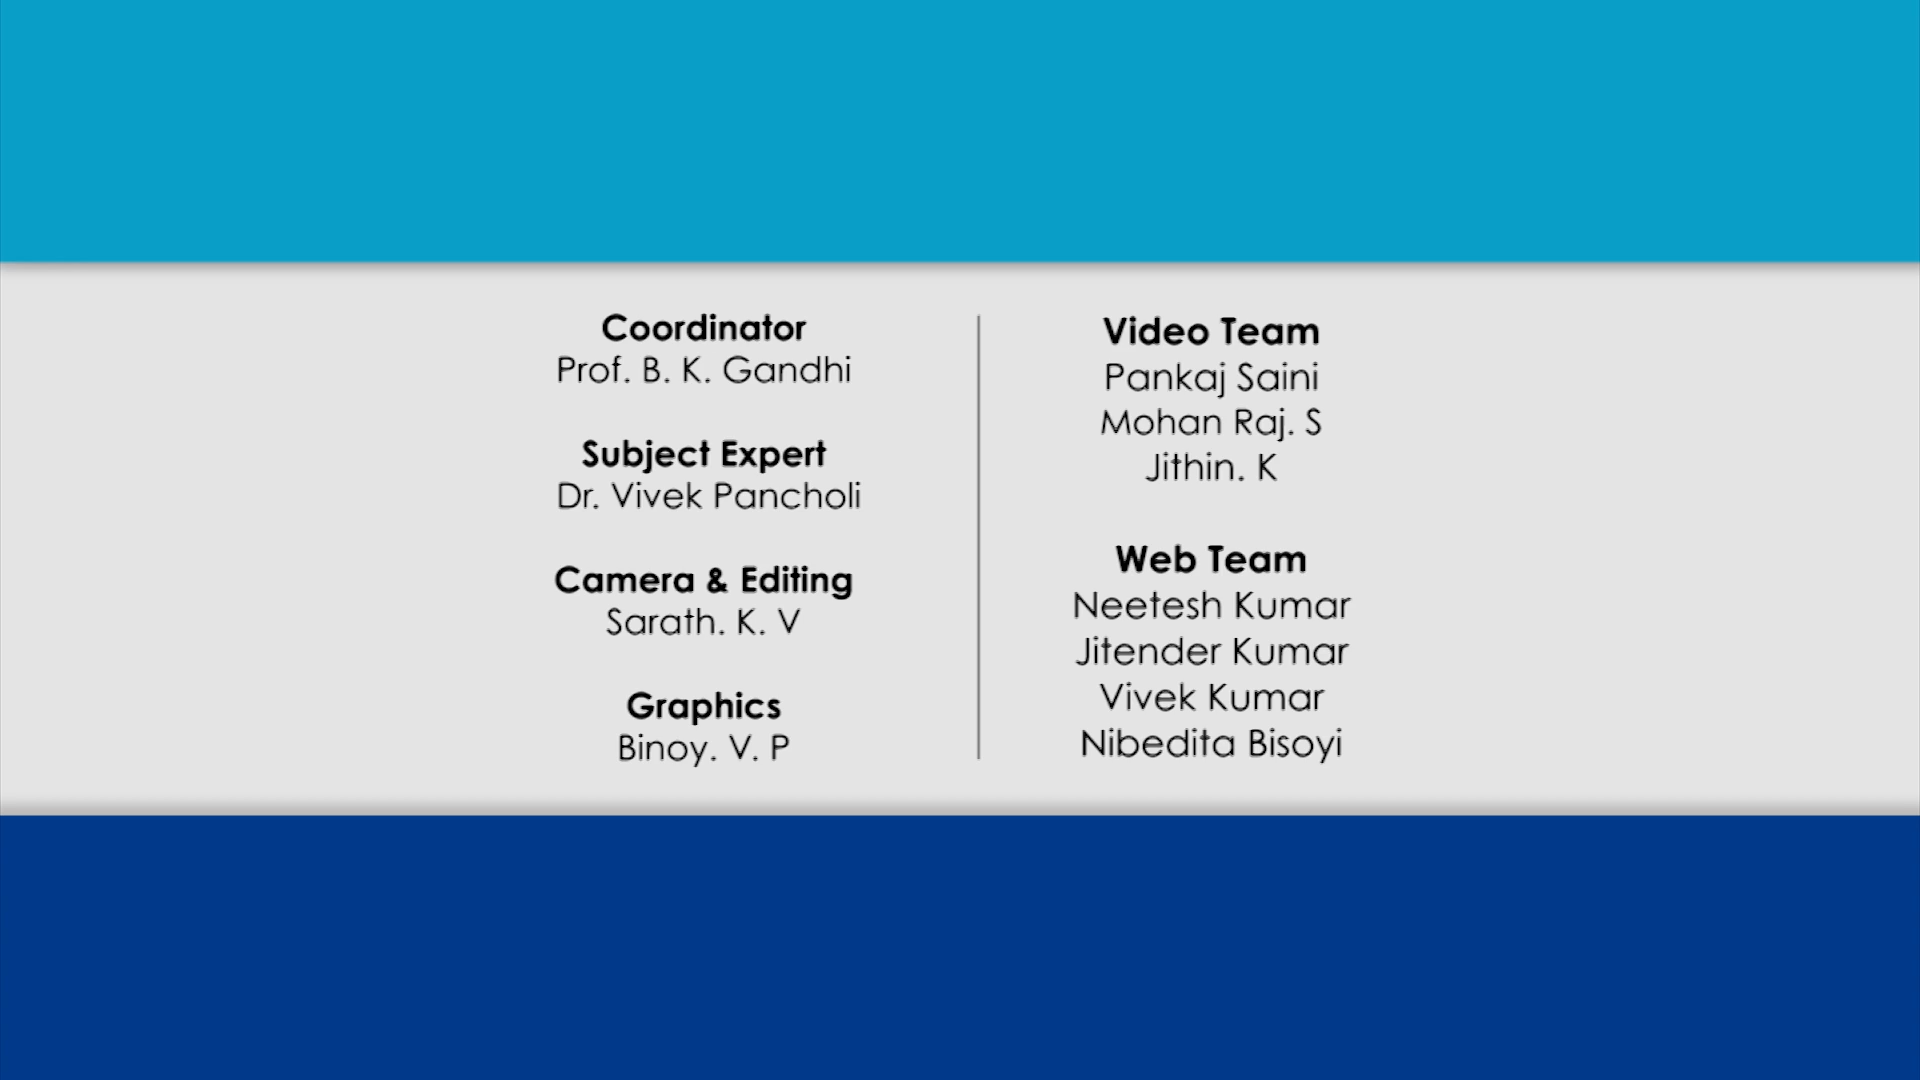 Coordinator
Prof. B. K. Gandhi
Subject Expert
Dr. Vivek Pancholi
Camera & Editing
Sarath. K. V
Graphics
Binoy. V. P
Video Team
Pankaj Saini
Mohan Raj. S
Jithin. K
Web Team
Neetesh Kumar
Jitender Kumar
Vivek Kumar
Nibedita Bisoyi